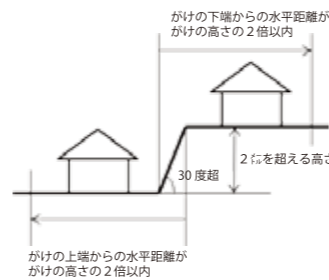 がけの下端からの水平距離が
がけの高さの２倍以内
２㍍を超える高さ
30 度超
がけの上端からの水平距離が
がけの高さの２倍以内